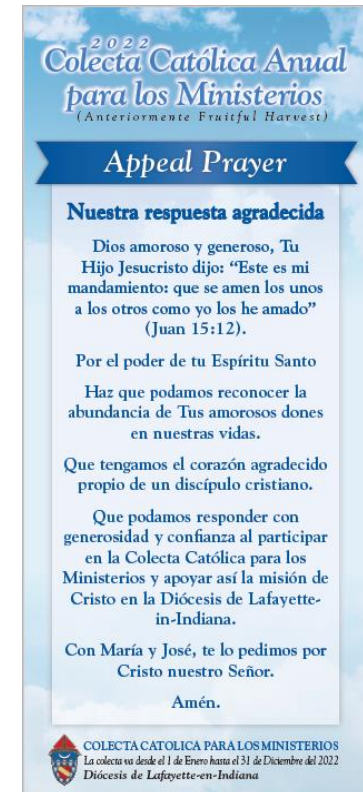 2022
Colecta Católica Anual
para los Ministerios
(Anteriormente Fruitful Harvest)
Appeal Prayer
Nuestra respuesta agradecida
Dios amoroso y generoso, Tu
Hijo Jesucristo dijo: “Este es mi
mandamiento: que se amen los unos
a los otros como yo los he amado”
(Juan 15:12).
Por el poder de tu Espíritu Santo
Haz que podamos reconocer la
abundancia de Tus amorosos dones
en nuestras vidas.
Que tengamos el corazón agradecido
propio de un discípulo cristiano.
Que podamos responder con
generosidad y confianza al participar
en la Colecta Católica para los
Ministerios y apoyar así la misión de
Cristo en la Diócesis de Lafayette-
in-Indiana.
Con María y José, te lo pedimos por
Cristo nuestro Señor.
Amén.
COLECTA CATOLICA PARA LOS MINISTERIOS
La colecta va desde el 1 de Enero hasta el 31 de Diciembre del 2022
Diócesis de Lafayette-en-Indiana